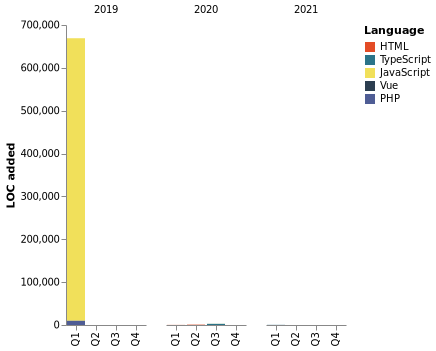 2019 2020 2021
Language
HTML
TypeScript
JavaScript
Vue
PHP
LOC added
700,000
600,000
500,000
400,000
300,000
200,000
100,000
0
Q1 Q2 Q3 Q4 Q1 Q2 Q3 Q4 Q1 Q2 Q3 Q4